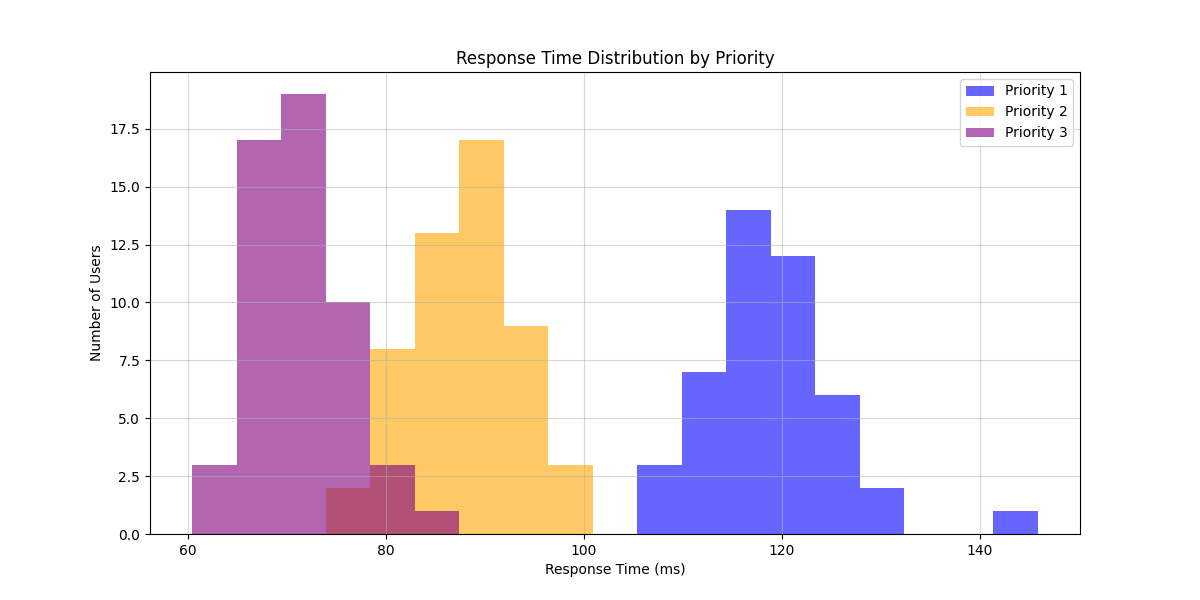 Response Time Distribution by Priority
Priority 1
Priority 2
Priority 3
Number of Users
17.5
15.0
12.5
10.0
7.5
5.0
2.5
0.0
60 80 100 120 140
Response Time (ms)